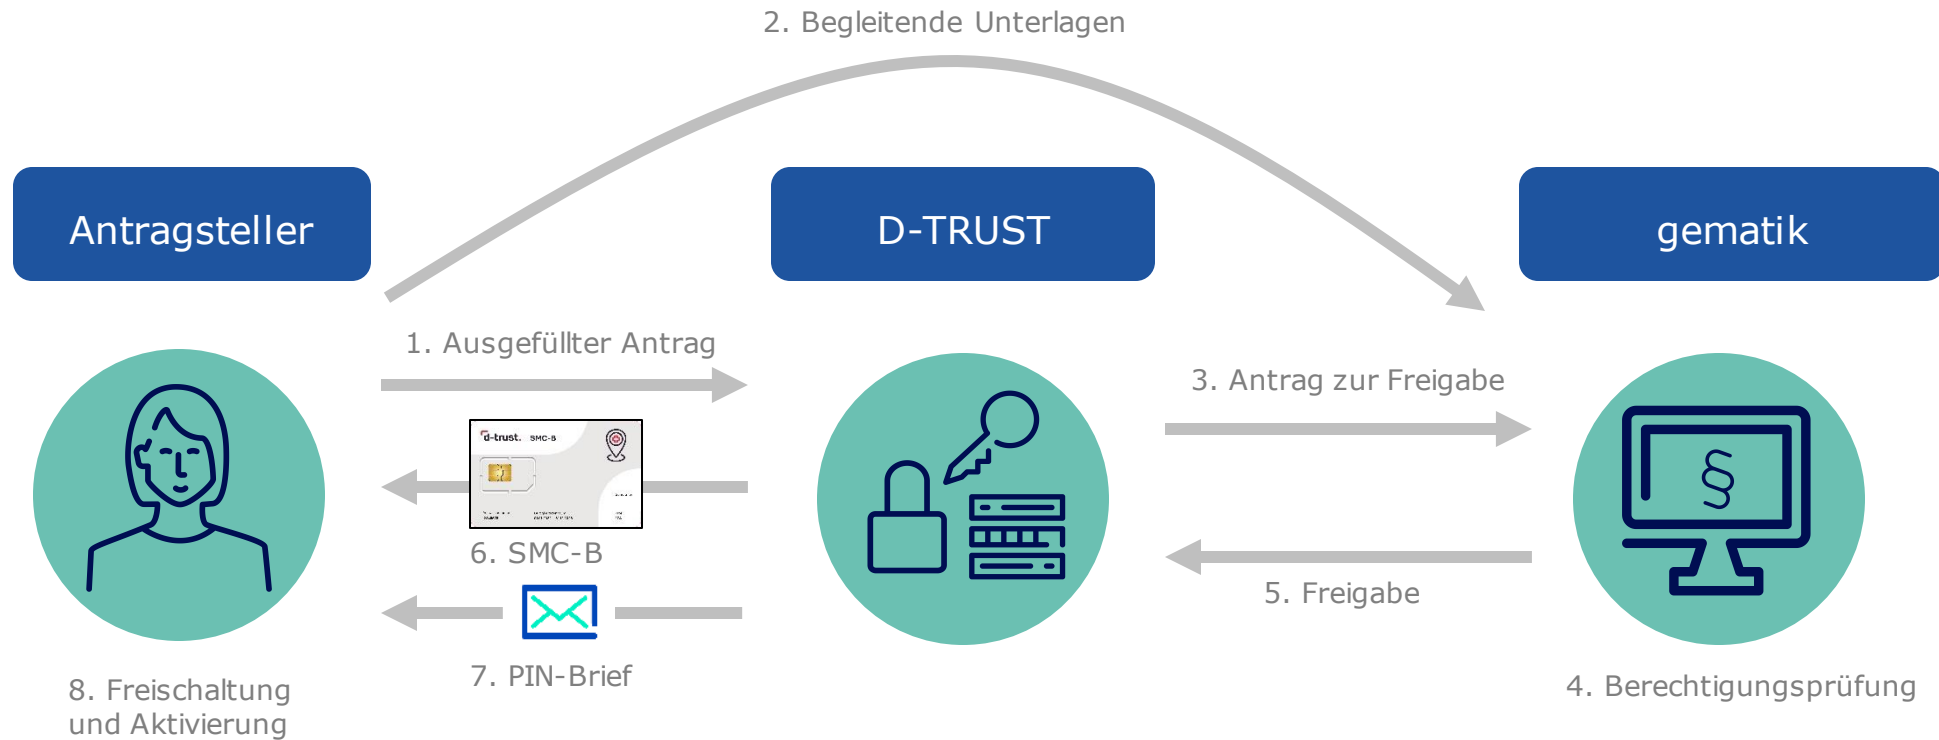 2. Begleitende Unterlagen
Antragsteller
D-TRUST
gematik
1. Ausgefüllter Antrag
3. Antrag zur Freigabe
d-trust. SMC-B
§
6. SMC-B
5. Freigabe
7. PIN-Brief
8. Freischaltung
und Aktivierung
4. Berechtigungsprüfung